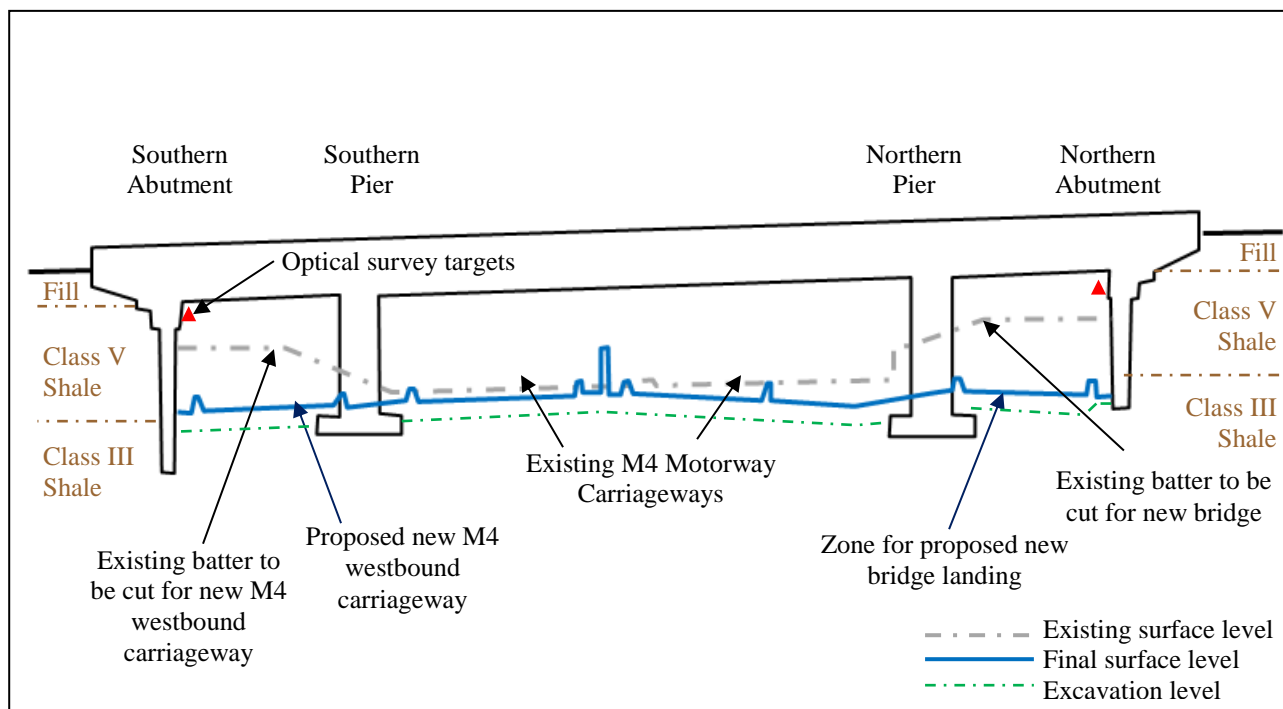 Southern
Abutment
Southern
Pier
Northern
Pier
Northern
Abutment
Optical survey targets
Fill
Fill
Class V
Shale
Class V
Shale
Class III
Shale
Class III
Shale
Existing M4 Motorway
Carriageways
Existing batter to
be cut for new M4
westbound
carriageway
Proposed new M4
westbound
carriageway
Zone for proposed new
bridge landing
Existing batter to be
cut for new bridge
Existing surface level
Final surface level
Excavation level